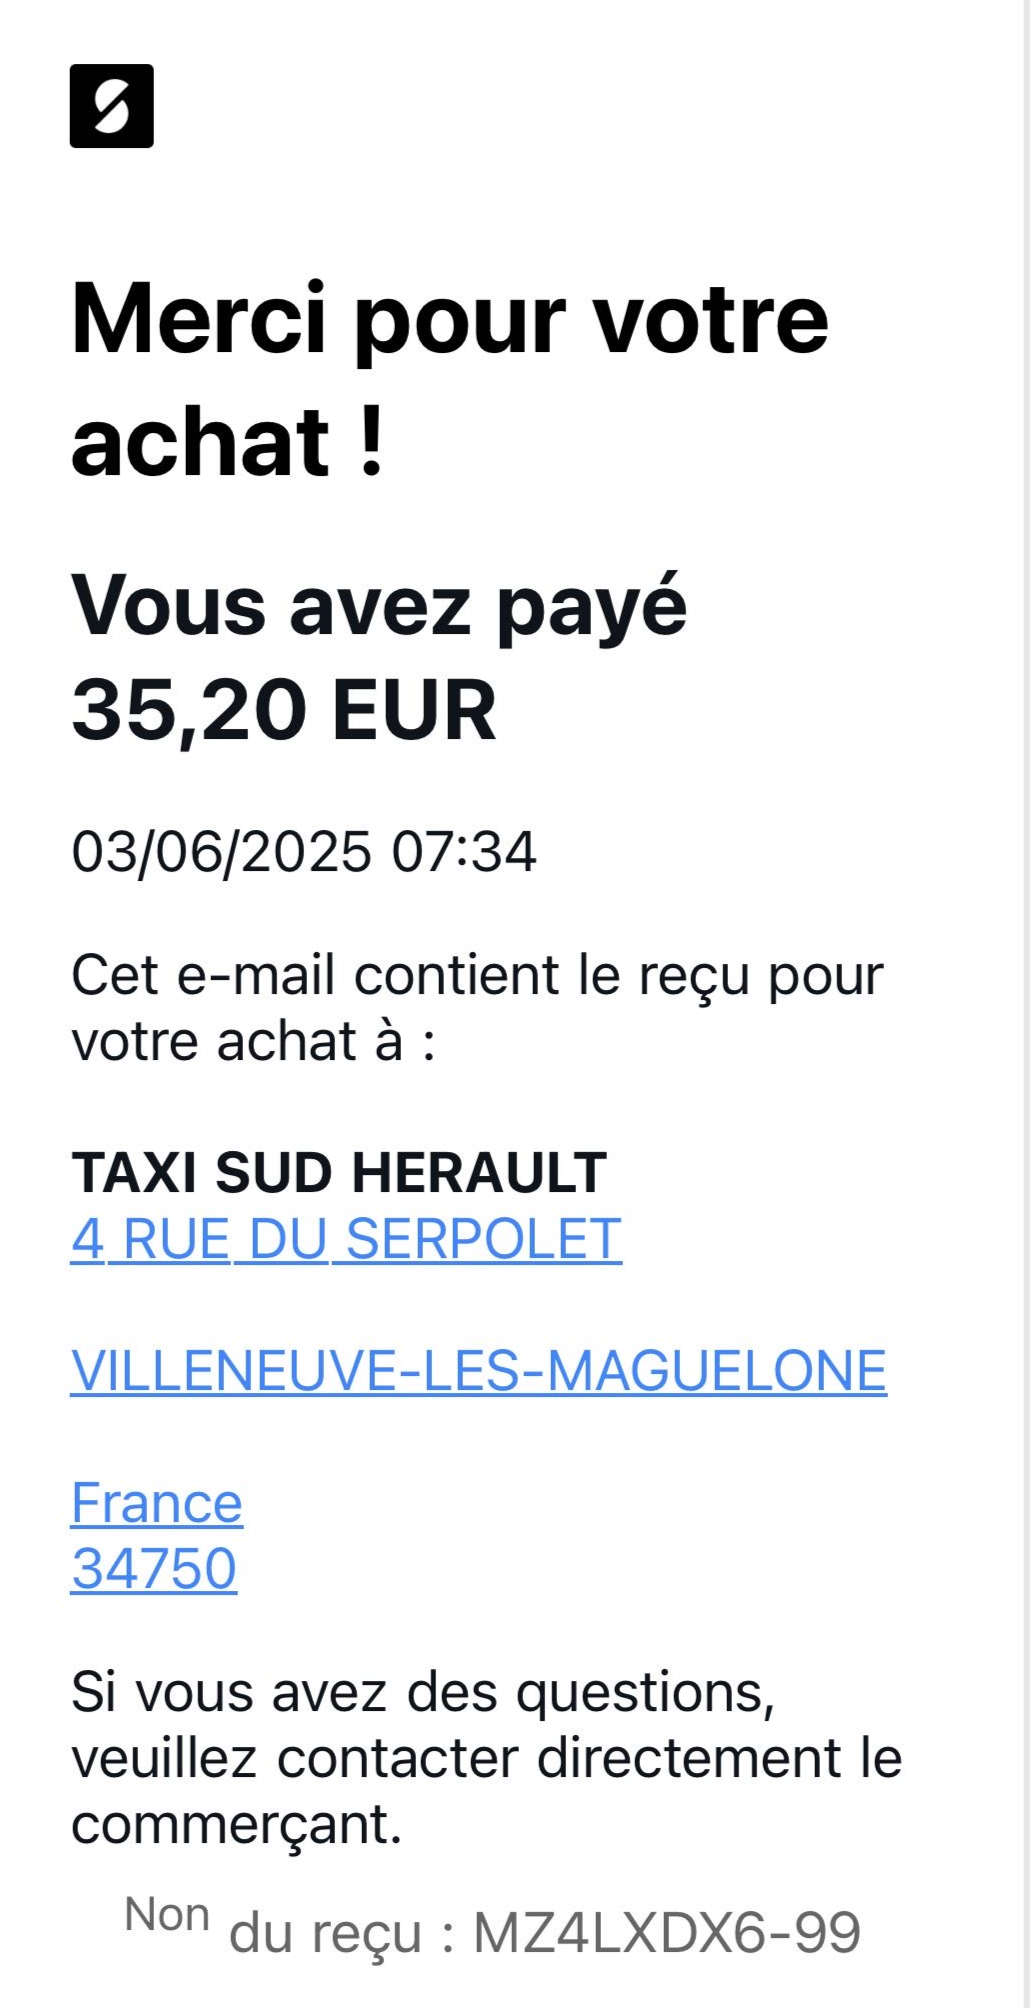 Merci pour votre
achat !
Vous avez payé
35,20 EUR
03/06/2025 07:34
Cet e-mail contient le reçu pour
votre achat à :
TAXI SUD HERAULT
4 RUE DU SERPOLET
VILLENEUVE-LES-MAGUELONE
France
34750
Si vous avez des questions,
veuillez contacter directement le
commerçant.
Non du reçu : MZ4LXDX6-99